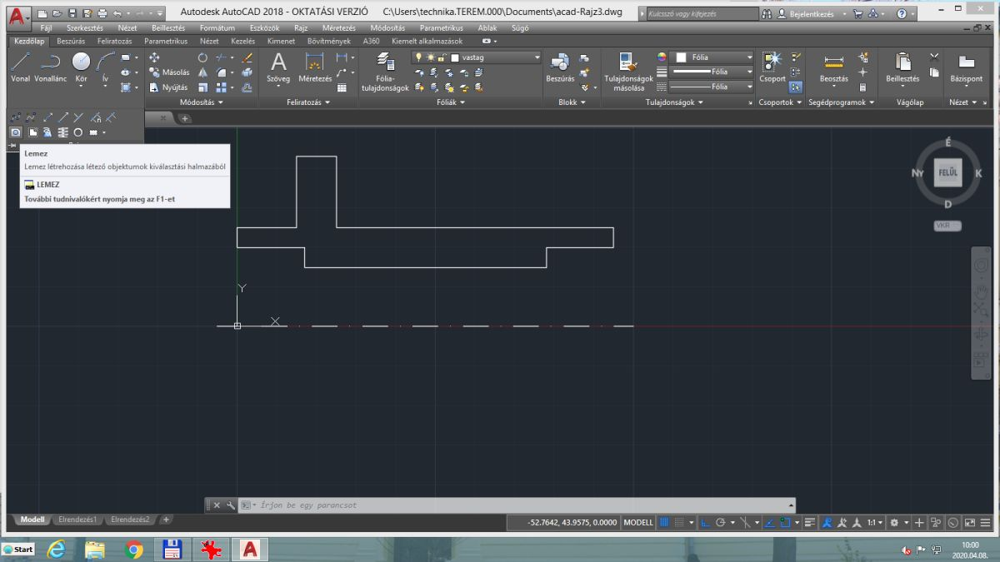 Autodesk AutoCAD 2018 - OKTATÁSI VERZIÓ C:\Users\technika.TEREM.000\Documents\acad-Rajz3.dwg Kulcsszó vagy kifejezés Bejelentkezés
Fájl Szerkesztés Nézet Beillesztés Formátum Eszközök Rajz Méretezés Módosítás Parametrikus Ablak Súgó
Kezdőlap Beszúrás Feliratozás Parametrikus Nézet Kezelés Kimenet Bővítmények A360 Kiemelt alkalmazások
Vonal Vonallánc Kör Ív
Másolás
Nyújtás
Módosítás
Szöveg Méretezés
Feliratozás
Fólia-
tulajdonságok
vastag
Fóliák
Beszúrás
Blokk
Tulajdonságok
másolása
Fólia
Fólia
Fólia
Tulajdonságok
Csoport
Csoportok
Beosztás
Segédprogramok
Beillesztés
Vágólap
Bázispont
Nézet
Lemez
Lemez létrehozása létező objektumok kiválasztási halmazából
LEMEZ
További tudnivalókért nyomja meg az F1-et
É
Ny FELÜL K
D
VKR
Y
X
Írjon be egy parancsot
Modell Elrendezés1 Elrendezés2
-52.7642, 43.9575, 0.0000 MODELL 1:1
Start
10:00
2020.04.08.